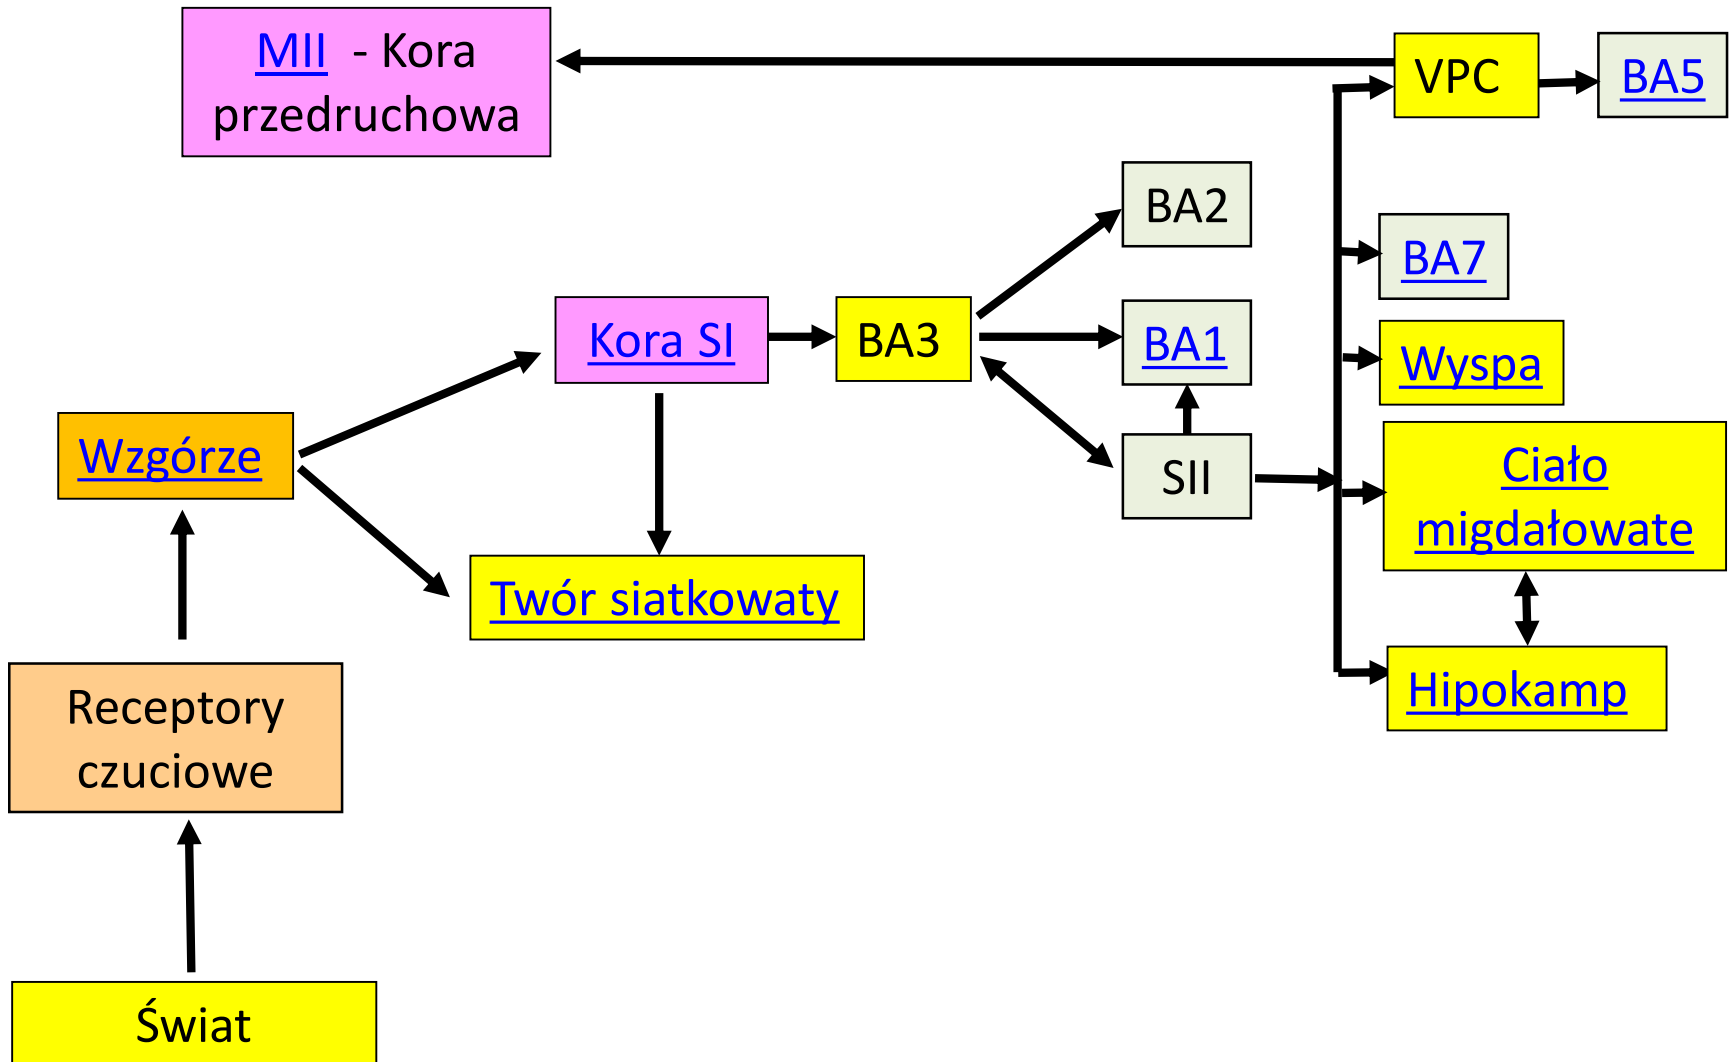 MII - Kora
przedruchowa
VPC
BA5
BA2
BA7
Kora SI
BA3
BA1
Wyspa
Wzgórze
SII
Ciało
migdałowate
Twór siatkowaty
Hipokamp
Receptory
czuciowe
Świat